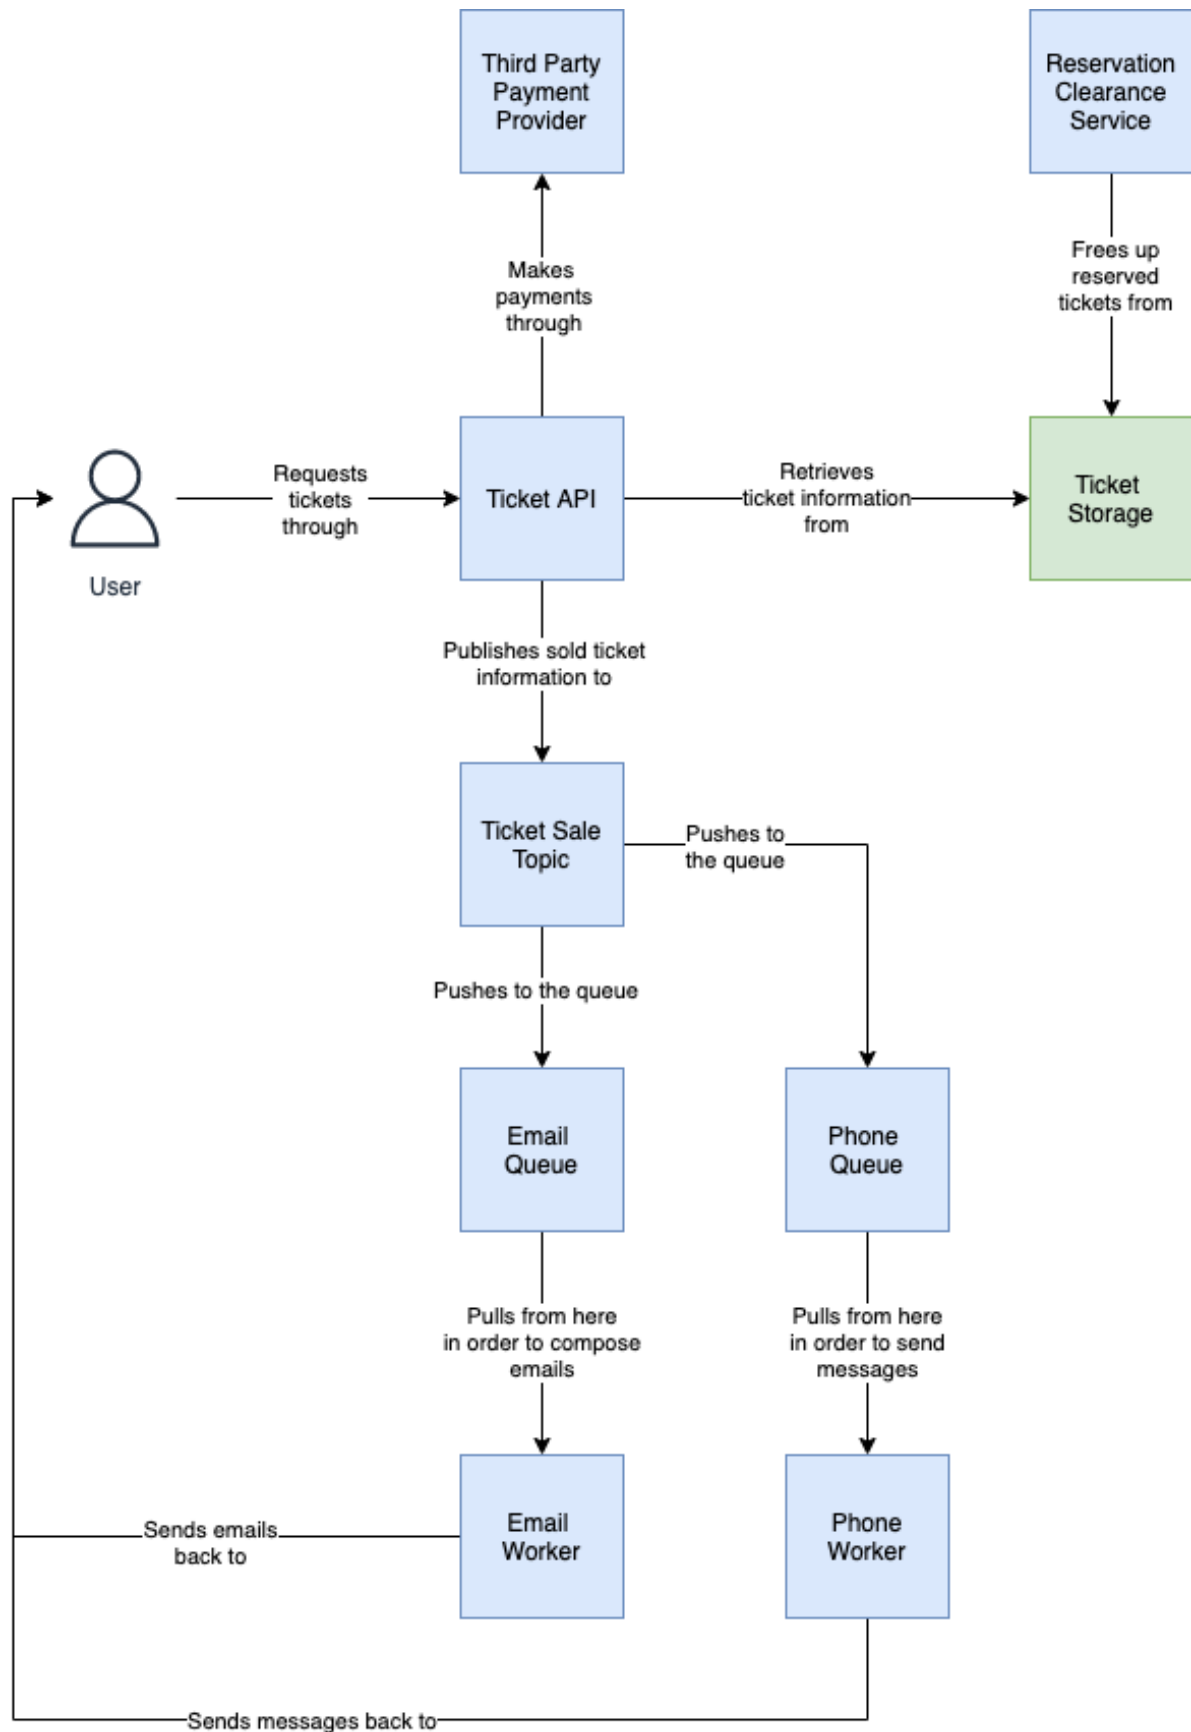 Third Party
Payment
Provider
Reservation
Clearance
Service
Makes
payments
through
Frees up
reserved
tickets from
User
Requests
tickets
through
Ticket API
Retrieves
ticket information
from
Ticket
Storage
Publishes sold ticket
information to
Ticket Sale
Topic
Pushes to
the queue
Pushes to the queue
Email
Queue
Phone
Queue
Pulls from here
in order to compose
emails
Pulls from here
in order to send
messages
Sends emails
back to
Email
Worker
Phone
Worker
Sends messages back to